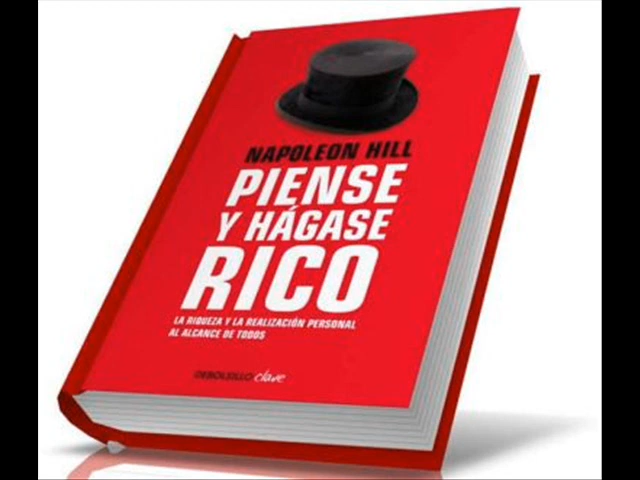 NAPOLEON HILL
PIENSE
Y HÁGASE
RICO
LA RIQUEZA Y LA REALIZACIÓN PERSONAL
AL ALCANCE DE TODOS
DEBOLSILLO clave